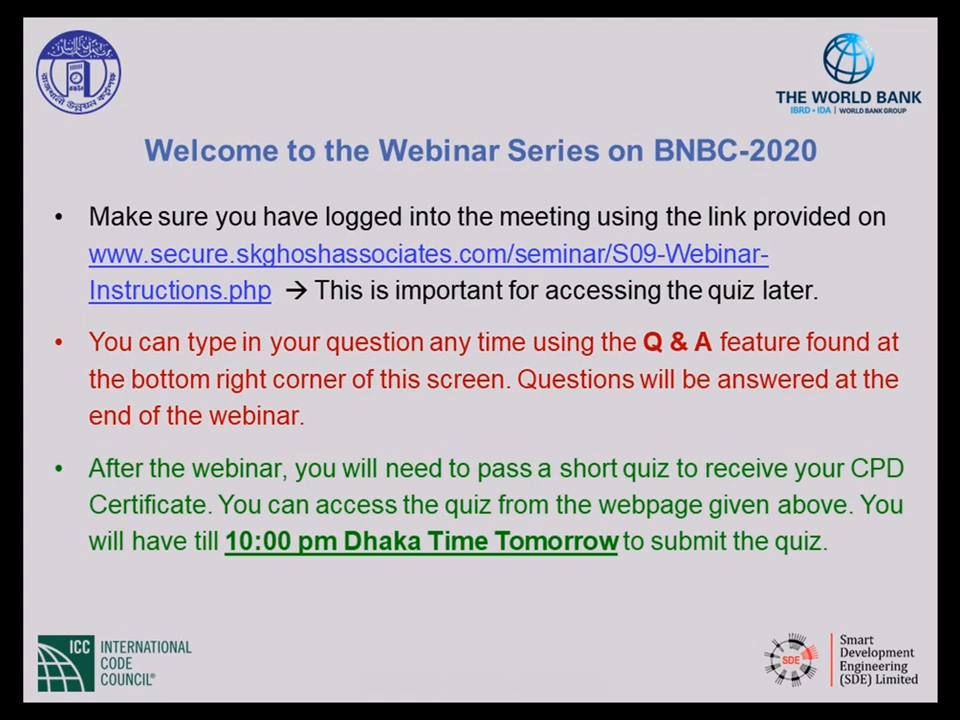 THE WORLD BANK
IBRD • IDA | WORLD BANK GROUP
Welcome to the Webinar Series on BNBC-2020
• Make sure you have logged into the meeting using the link provided on
www.secure.skghoshassociates.com/seminar/S09-Webinar-
Instructions.php → This is important for accessing the quiz later.
• You can type in your question any time using the Q & A feature found at
the bottom right corner of this screen. Questions will be answered at the
end of the webinar.
• After the webinar, you will need to pass a short quiz to receive your CPD
Certificate. You can access the quiz from the webpage given above. You
will have till 10:00 pm Dhaka Time Tomorrow to submit the quiz.
ICC INTERNATIONAL
CODE
COUNCIL®
SDE
Smart
Development
Engineering
(SDE) Limited